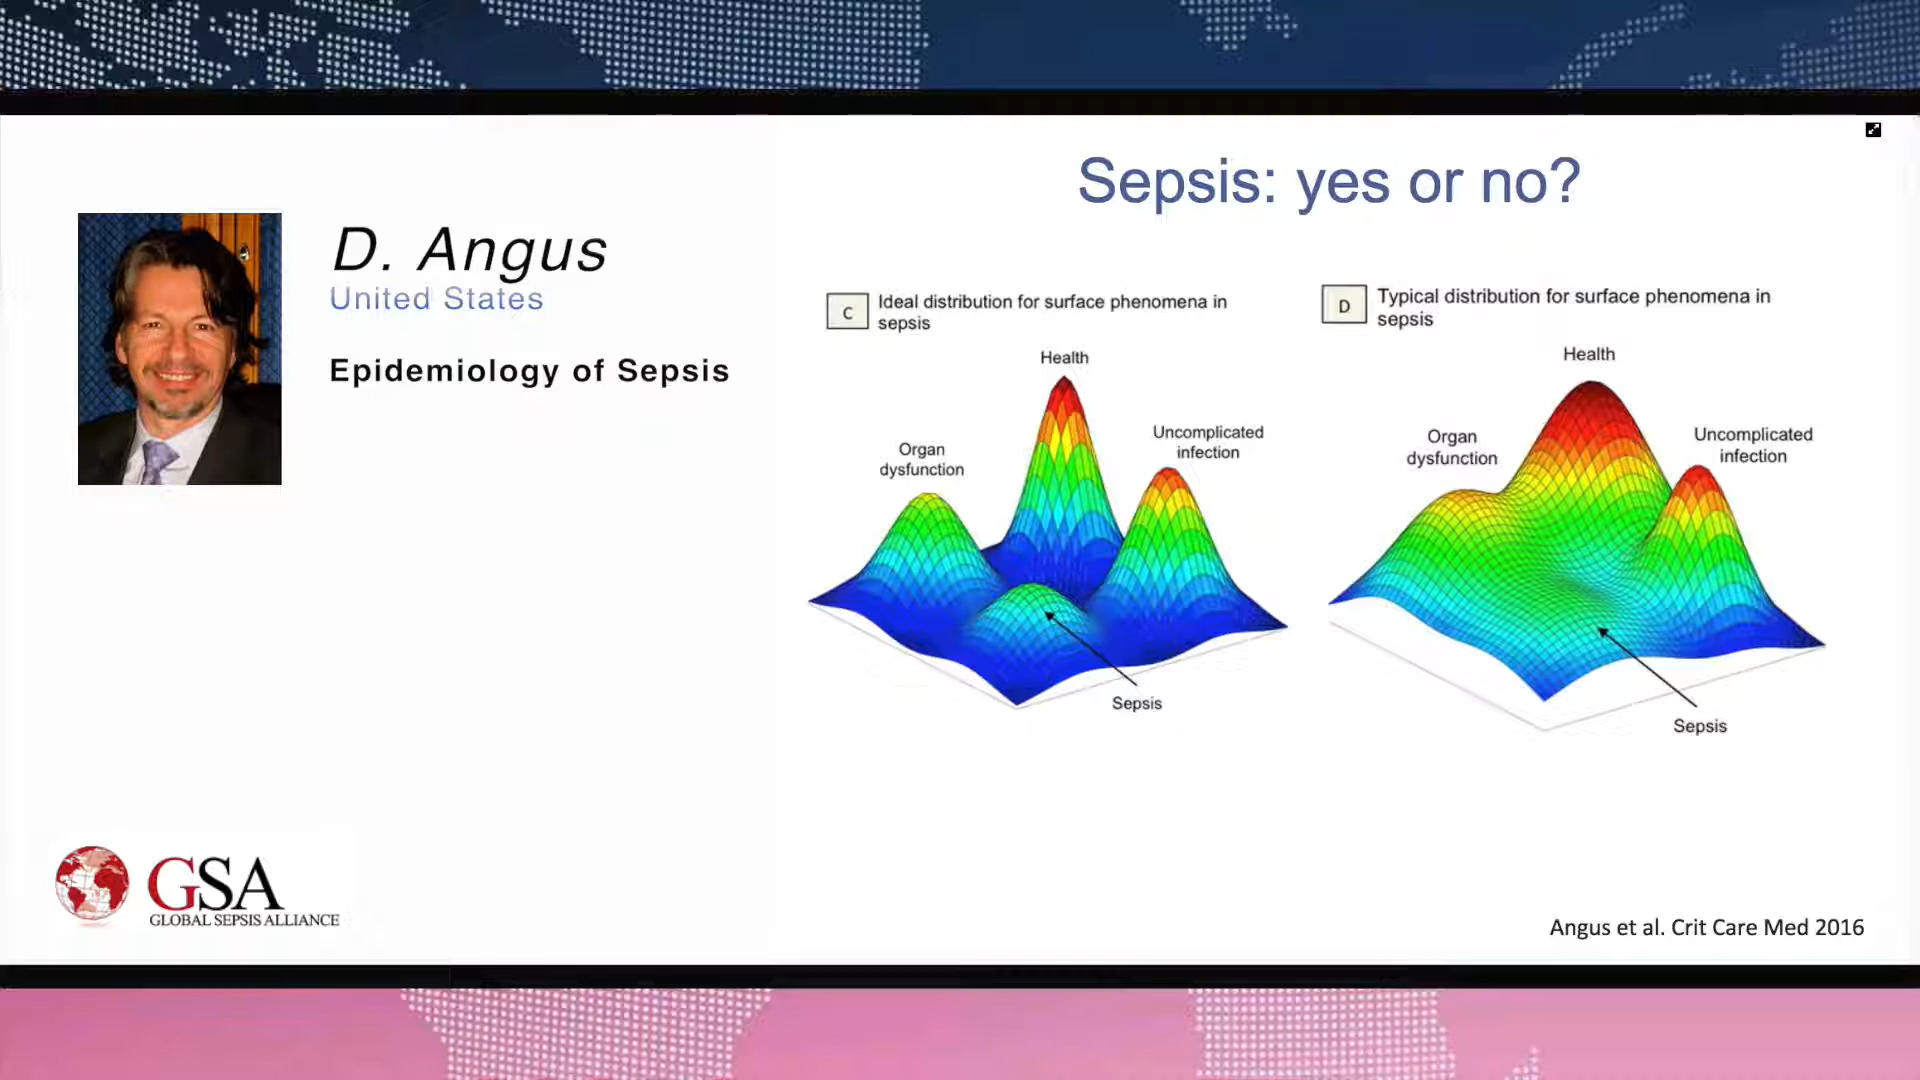 Sepsis: yes or no?
D. Angus
United States
Epidemiology of Sepsis
C
Ideal distribution for surface phenomena in
sepsis
Health
Organ
dysfunction
Uncomplicated
infection
Sepsis
D
Typical distribution for surface phenomena in
sepsis
Health
Organ
dysfunction
Uncomplicated
infection
Sepsis
GSA
GLOBAL SEPSIS ALLIANCE
Angus et al. Crit Care Med 2016